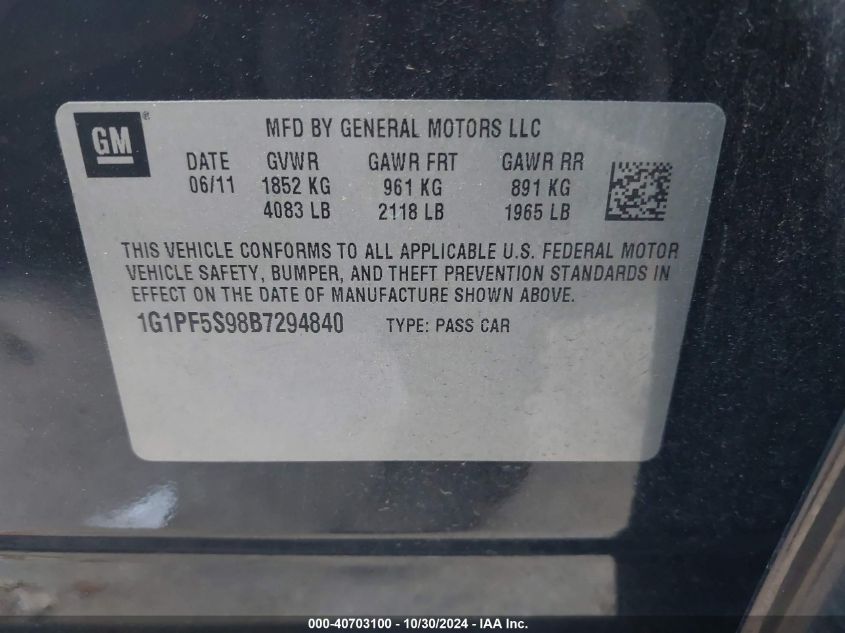 GM ®
MFD BY GENERAL MOTORS LLC
DATE GVWR GAWR FRT GAWR RR
06/11 1852 KG 961 KG 891 KG
4083 LB 2118 LB 1965 LB
THIS VEHICLE CONFORMS TO ALL APPLICABLE U.S. FEDERAL MOTOR
VEHICLE SAFETY, BUMPER, AND THEFT PREVENTION STANDARDS IN
EFFECT ON THE DATE OF MANUFACTURE SHOWN ABOVE.
1G1PF5S98B7294840 TYPE: PASS CAR
000-40703100 - 10/30/2024 - IAA Inc.